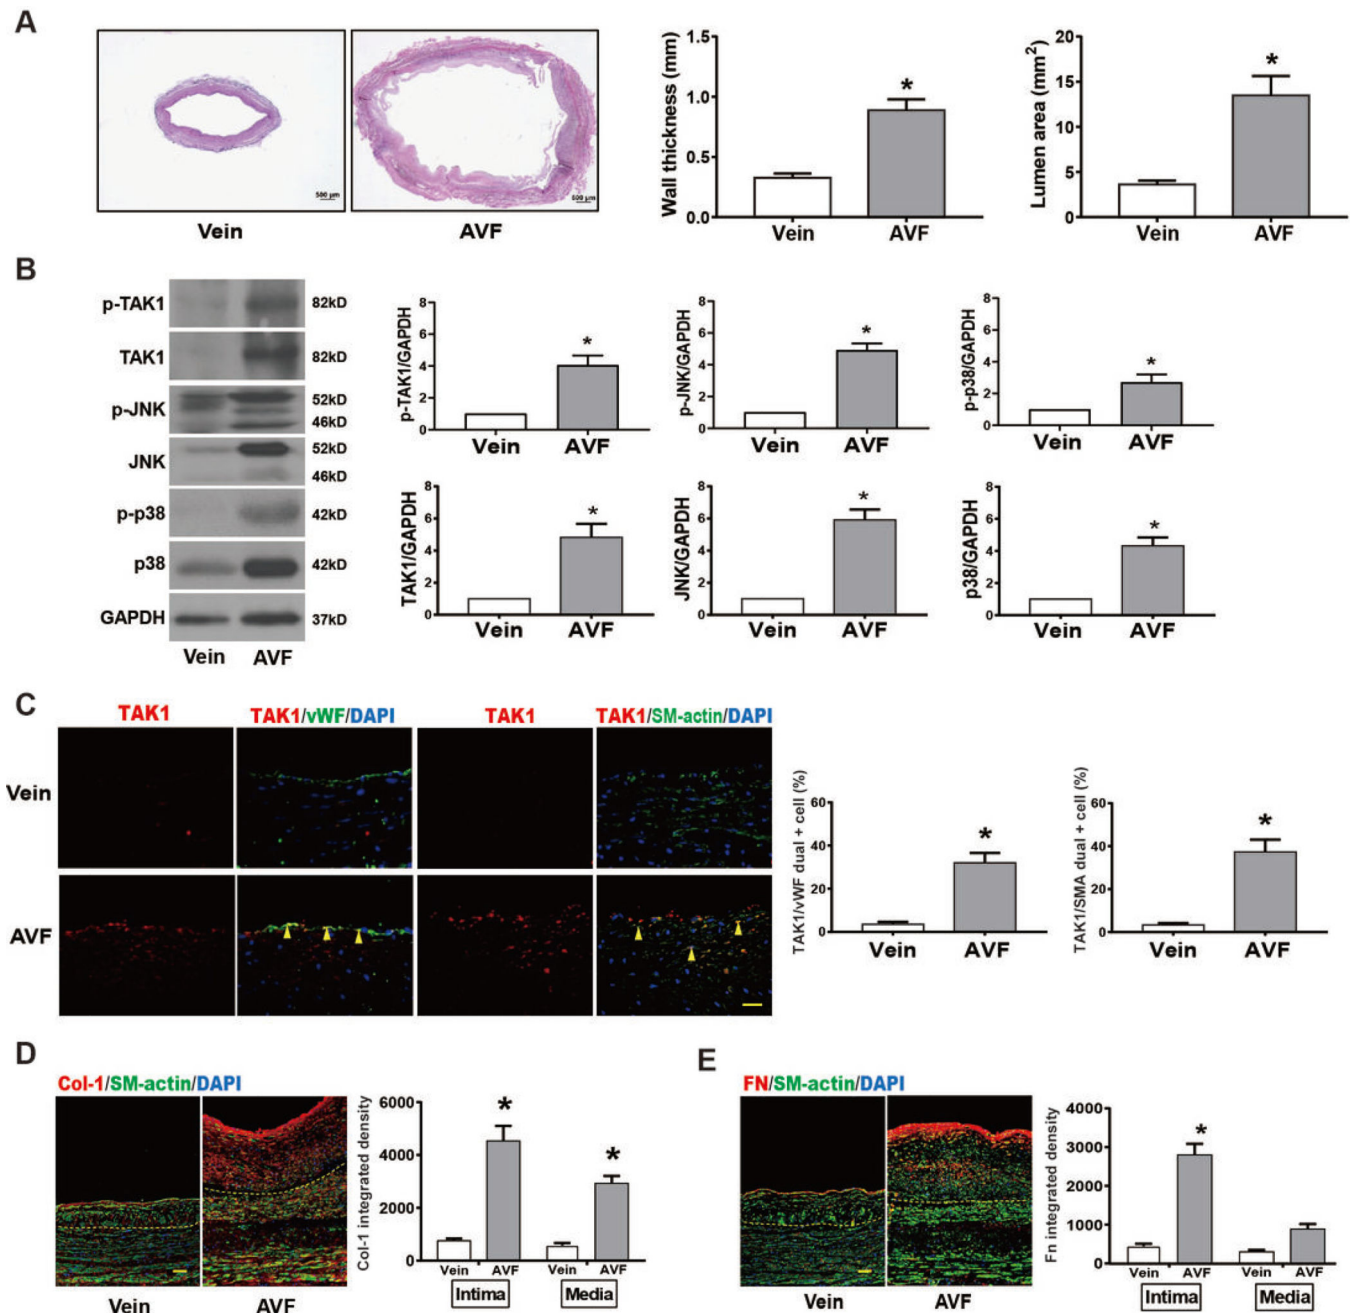 A
500 µm
Vein
AVF
Wall thickness (mm)
1.5
1.0
0.5
0.0
Vein
AVF
*
Lumen area (mm²)
20
15
10
5
0
Vein
AVF
*
B
p-TAK1
82kD
TAK1
82kD
p-JNK
52kD
46kD
JNK
52kD
46kD
p-p38
42kD
p38
42kD
GAPDH
37kD
Vein
AVF
p-TAK1/GAPDH
8
6
4
2
0
Vein
AVF
*
p-JNK/GAPDH
8
6
4
2
0
Vein
AVF
*
p-p38/GAPDH
8
6
4
2
0
Vein
AVF
*
TAK1/GAPDH
8
6
4
2
0
Vein
AVF
*
JNK/GAPDH
8
6
4
2
0
Vein
AVF
*
p38/GAPDH
8
6
4
2
0
Vein
AVF
*
C
TAK1
TAK1/vWF/DAPI
TAK1
TAK1/SM-actin/DAPI
Vein
AVF
TAK1/vWF dual + cell (%)
60
40
20
0
Vein
AVF
*
TAK1/SMA dual + cell (%)
60
40
20
0
Vein
AVF
*
D
Col-1/SM-actin/DAPI
Vein
AVF
Col-1 integrated density
6000
4000
2000
0
*
*
Vein AVF Vein AVF
Intima
Media
E
FN/SM-actin/DAPI
Vein
AVF
Fn integrated density
4000
3000
2000
1000
0
*
Vein AVF Vein AVF
Intima
Media